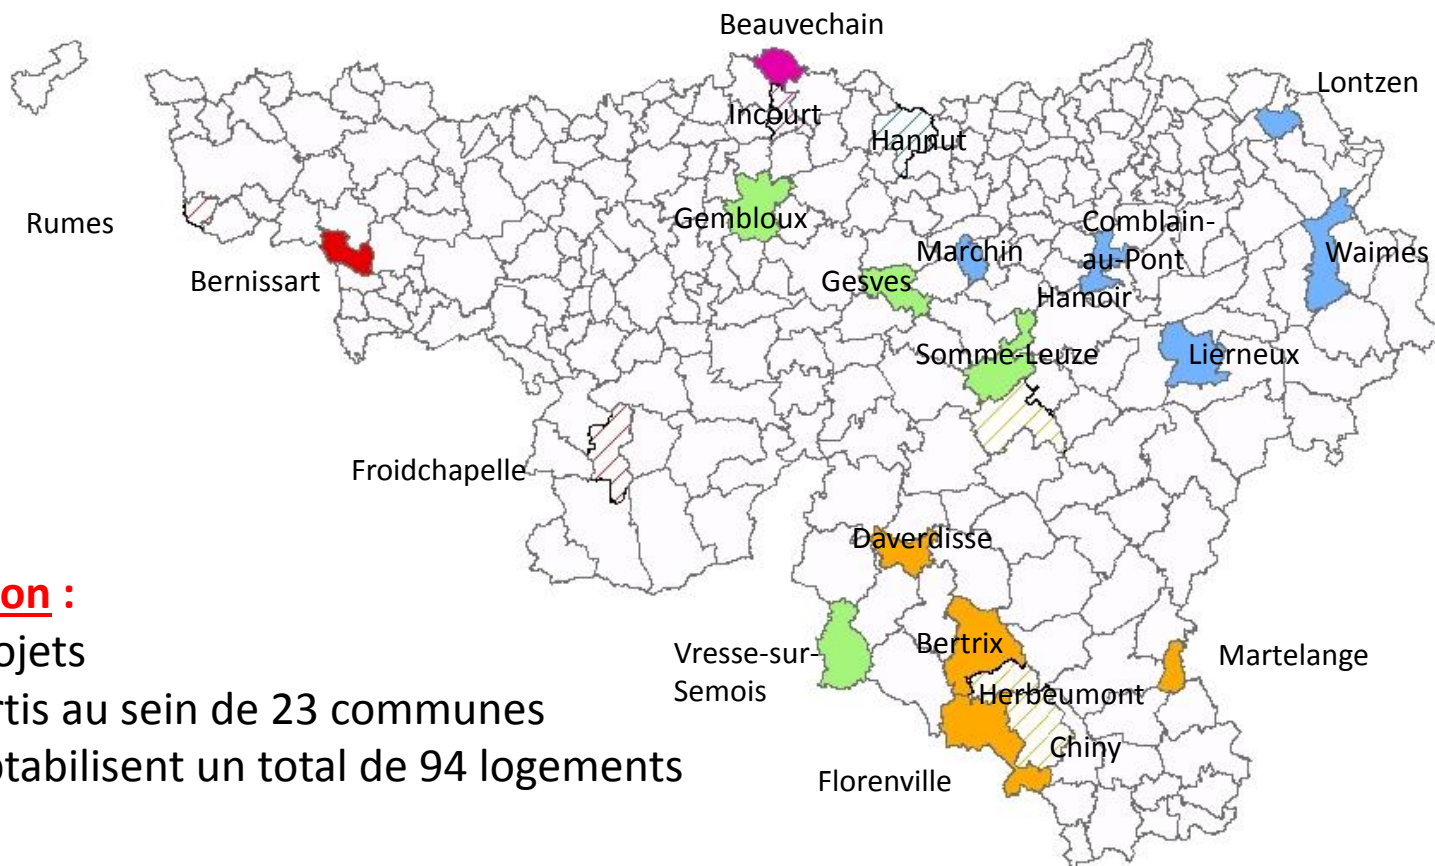 Beauvechain
Lontzen
Incourt
Hannut
Rumes
Gembloux
Comblain-
au-Pont
Marchin
Waimes
Bernissart
Gesves
Hamoir
Somme-Leuze
Lierneux
Froidchapelle
Daverdisse
Bertrix
Vresse-sur-
Semois
Martelange
Herbeumont
Chiny
Florenville
on :
ojets
rtis au sein de 23 communes
tabilisent un total de 94 logements